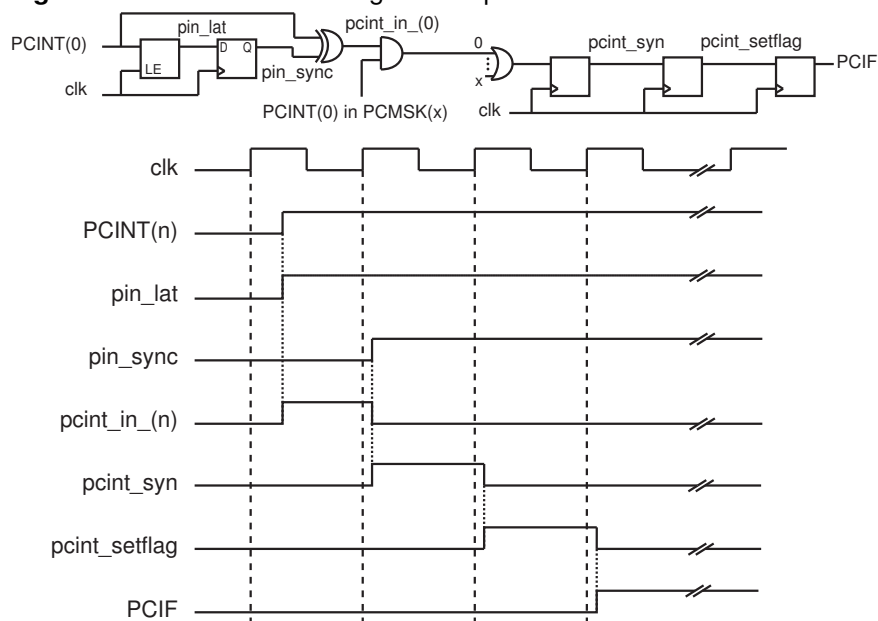 PCINT(0)
pin_lat
D Q
LE
clk
pin_sync
pcint_in_(0)
PCINT(0) in PCMSK(x)
0
x
clk
pcint_syn
pcint_setflag
PCIF
clk
PCINT(n)
pin_lat
pin_sync
pcint_in_(n)
pcint_syn
pcint_setflag
PCIF